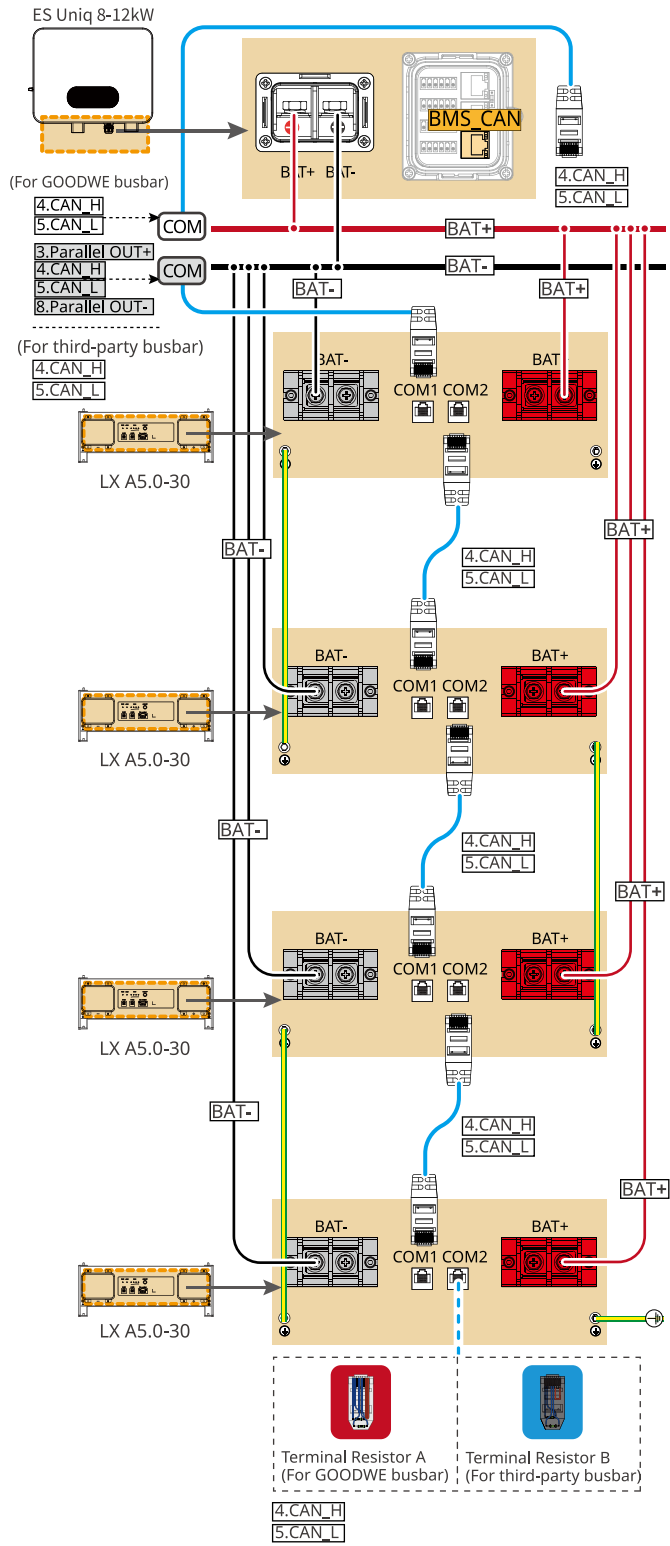 ES Uniq 8-12kW
BMS_CAN
BAT+ BAT-
4.CAN_H
5.CAN_L
(For GOODWE busbar)
4.CAN_H
5.CAN_L
COM
BAT+
3.Parallel OUT+
4.CAN_H
5.CAN_L
8.Parallel OUT-
COM
BAT-
BAT-
BAT+
(For third-party busbar)
4.CAN_H
5.CAN_L
BAT-
BAT+
COM1 COM2
LX A5.0-30
BAT-
BAT+
4.CAN_H
5.CAN_L
BAT-
BAT+
COM1 COM2
LX A5.0-30
BAT-
4.CAN_H
5.CAN_L
BAT+
BAT-
BAT+
COM1 COM2
LX A5.0-30
BAT-
4.CAN_H
5.CAN_L
BAT+
BAT-
BAT+
COM1 COM2
LX A5.0-30
Terminal Resistor A
(For GOODWE busbar)
Terminal Resistor B
(For third-party busbar)
4.CAN_H
5.CAN_L